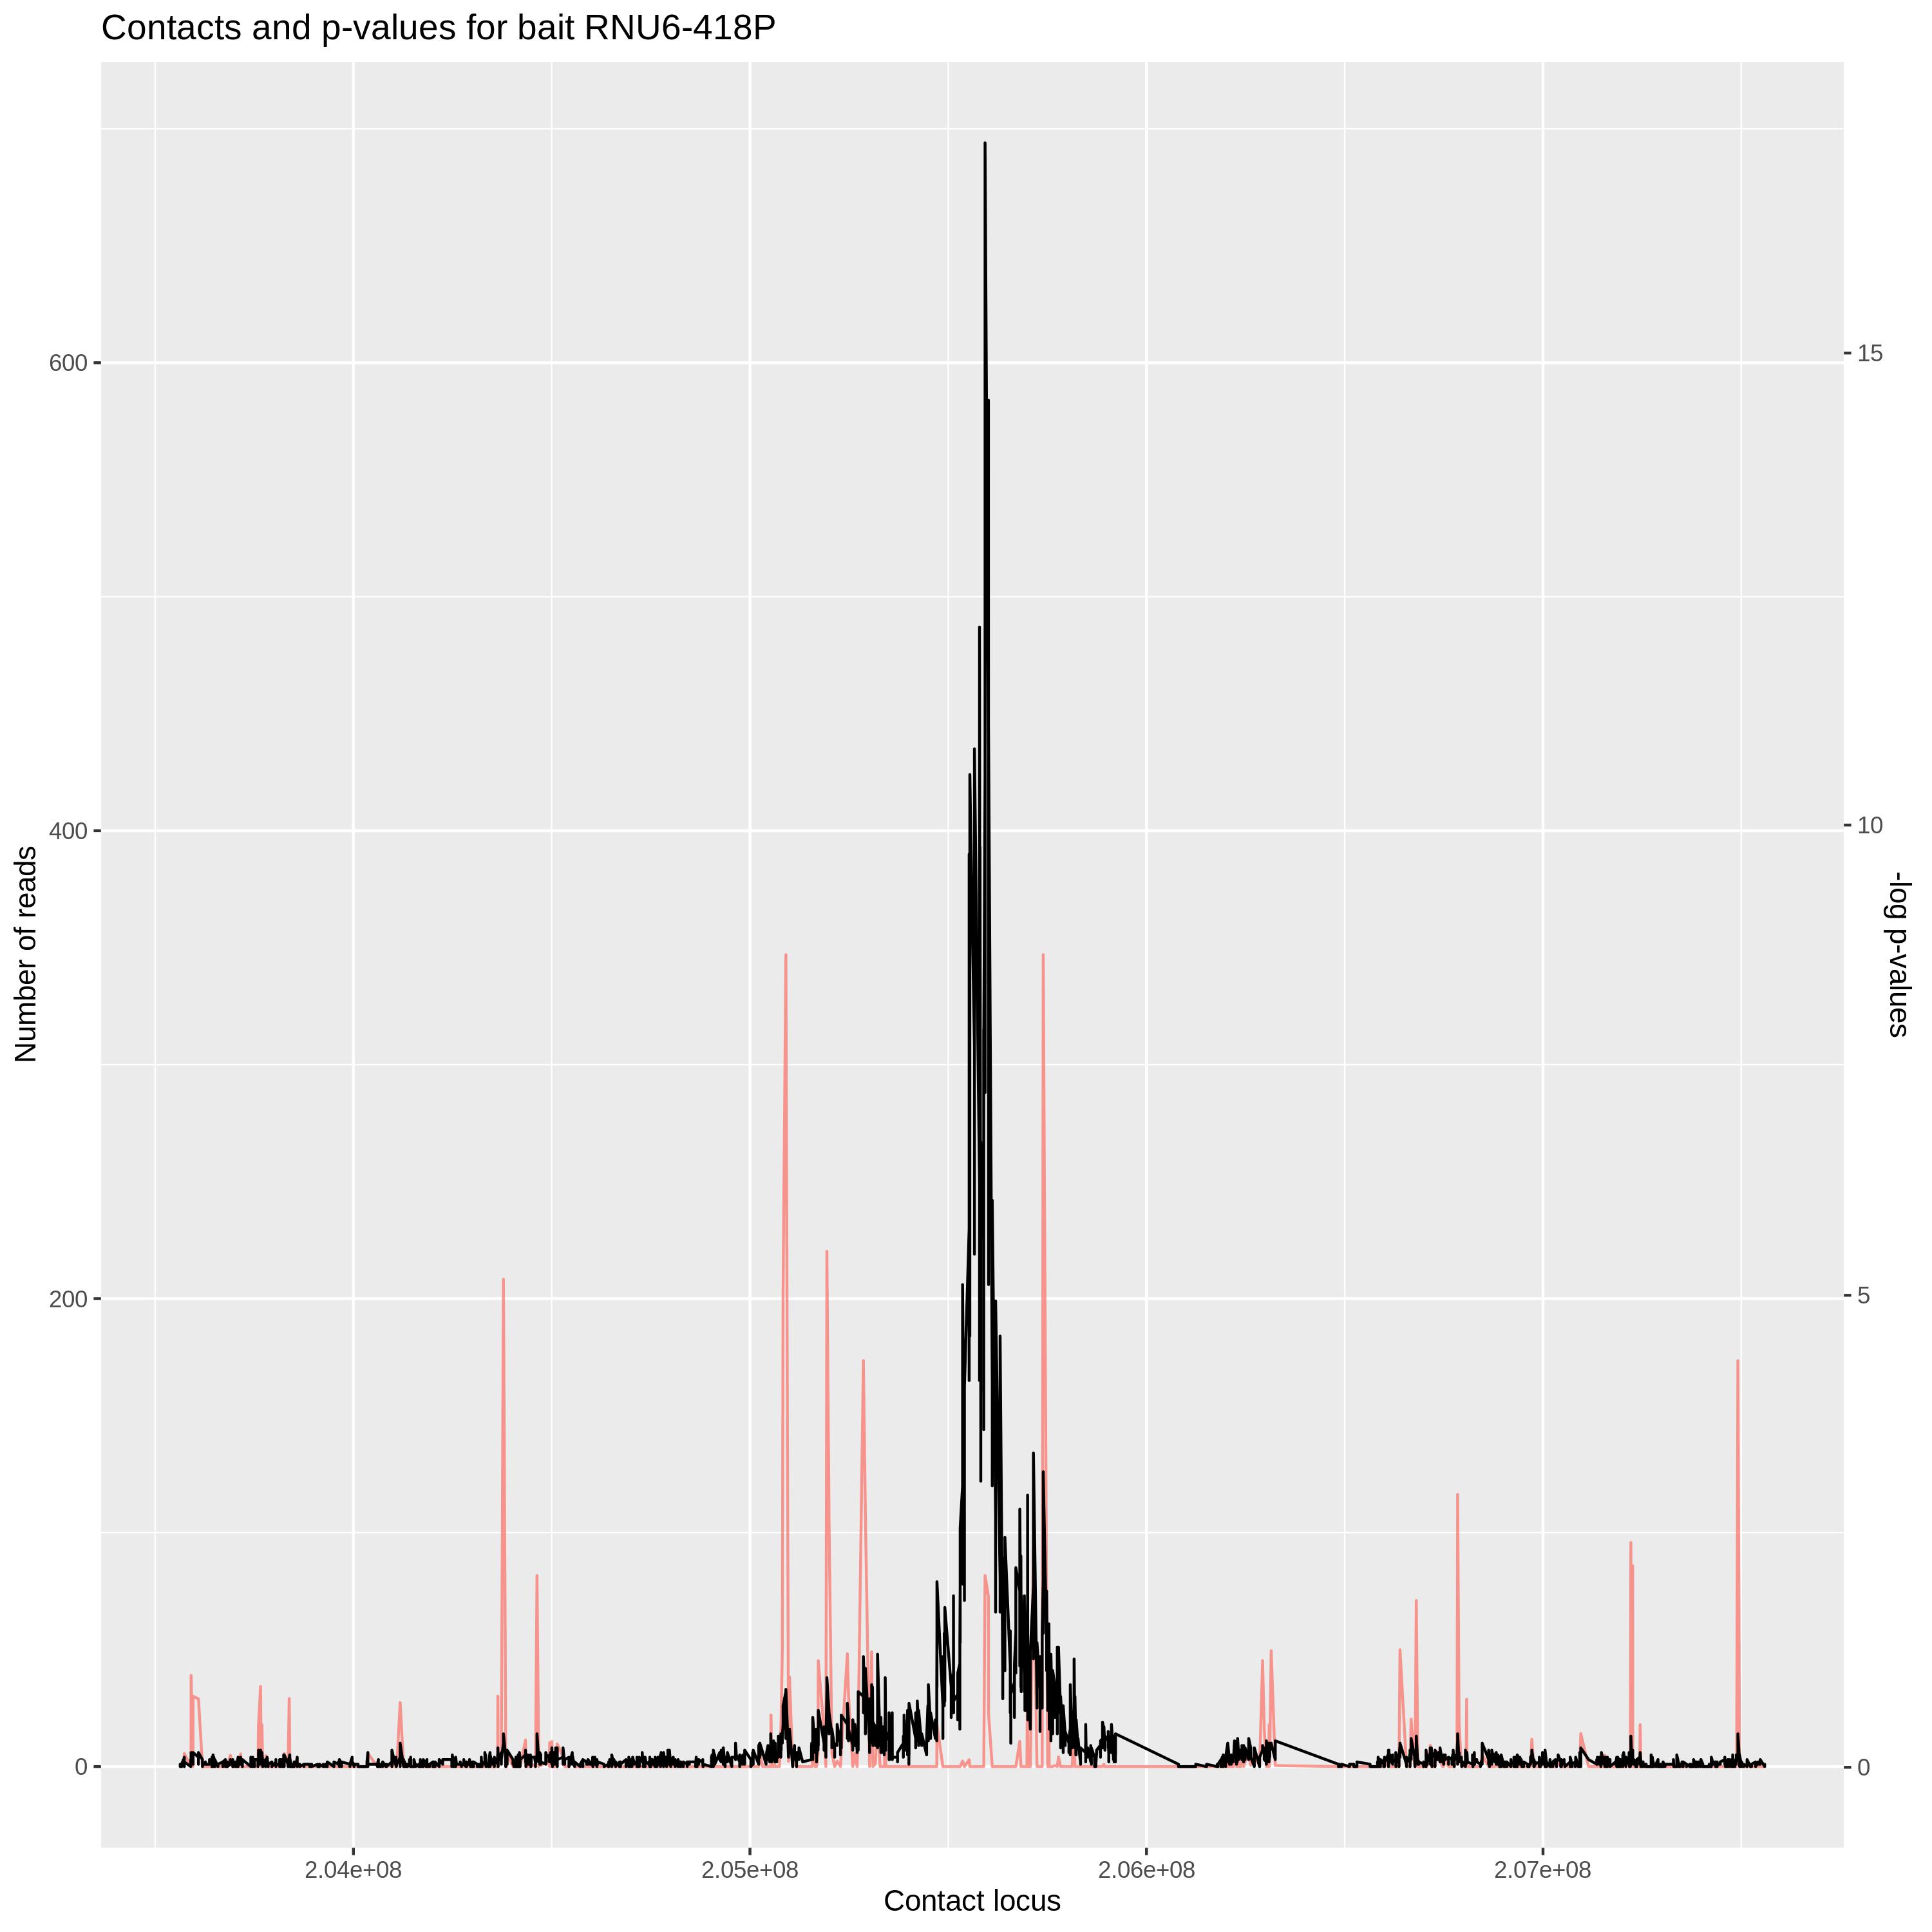 Contacts and p-values for bait RNU6-418P
600
400
200
0
Number of reads
15
10
5
0
-log p-values
2.04e+08
2.05e+08
2.06e+08
2.07e+08
Contact locus